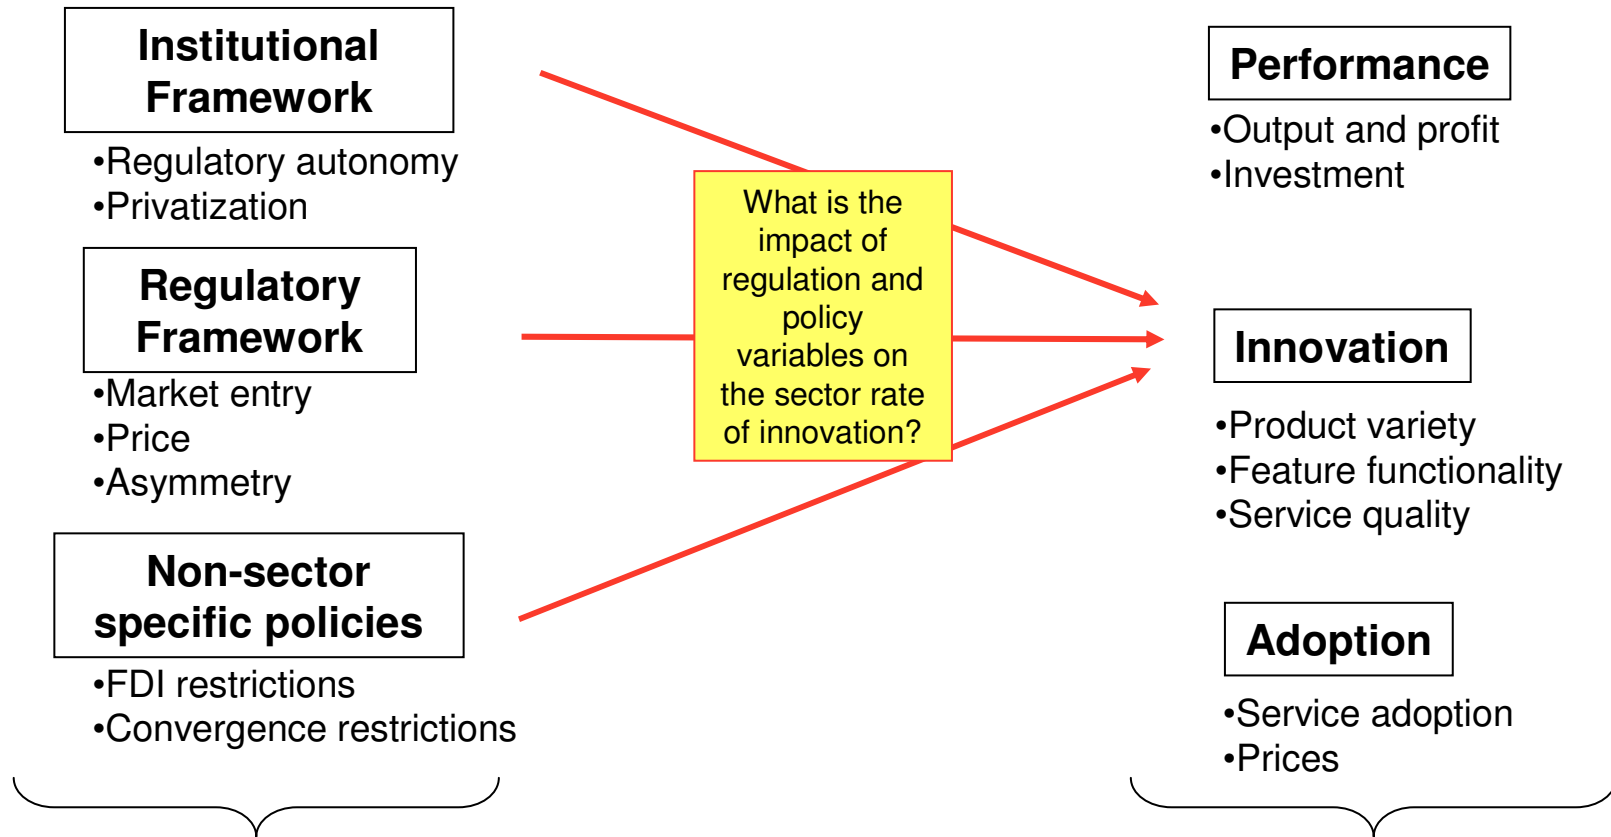 Institutional
Framework
•Regulatory autonomy
•Privatization
Regulatory
Framework
•Market entry
•Price
•Asymmetry
Non-sector
specific policies
•FDI restrictions
•Convergence restrictions
What is the
impact of
regulation and
policy
variables on
the sector rate
of innovation?
Performance
•Output and profit
•Investment
Innovation
•Product variety
•Feature functionality
•Service quality
Adoption
•Service adoption
•Prices